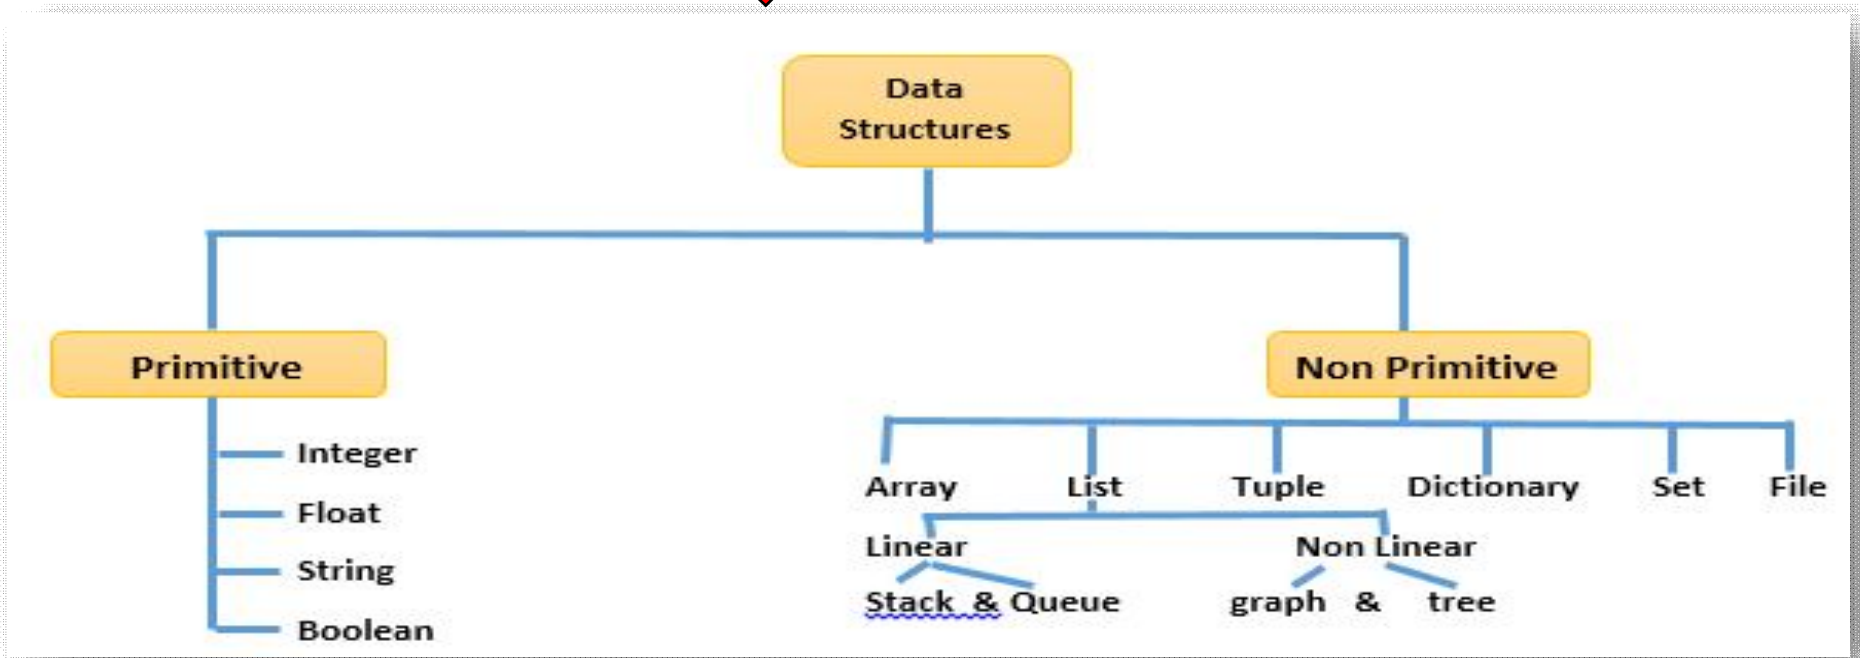 Data
Structures
Primitive
Non Primitive
Integer
Float
String
Boolean
Array List Tuple Dictionary Set File
Linear Non Linear
Stack & Queue graph & tree